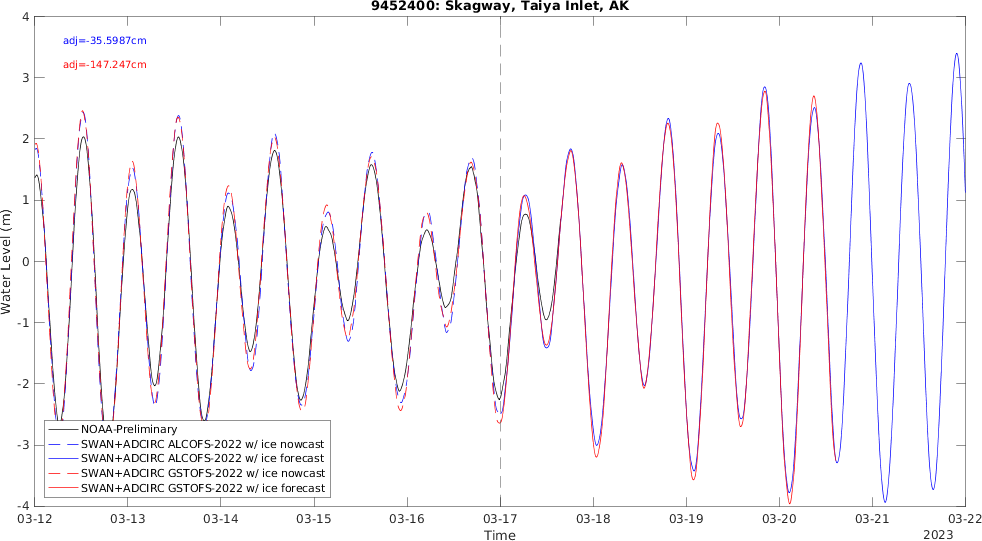 9452400: Skagway, Taiya Inlet, AK
adj=-35.5987cm
adj=-147.247cm
4
3
2
1
0
-1
-2
-3
-4
Water Level (m)
NOAA-Preliminary
SWAN+ADCIRC ALCOFS-2022 w/ ice nowcast
SWAN+ADCIRC ALCOFS-2022 w/ ice forecast
SWAN+ADCIRC GSTOFS-2022 w/ ice nowcast
SWAN+ADCIRC GSTOFS-2022 w/ ice forecast
03-12 03-13 03-14 03-15 03-16 03-17 03-18 03-19 03-20 03-21 03-22
Time
2023